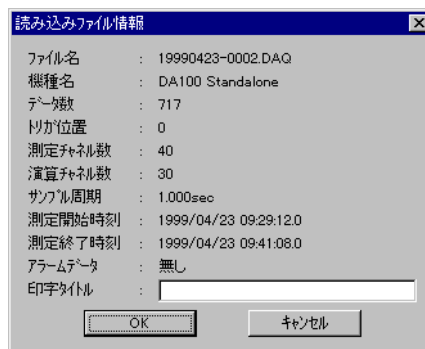 読み込みファイル情報
ﾌｧｲﾙ名 : 19990423-0002.DAQ
機種名 : DA100 Standalone
ﾃﾞｰﾀ数 : 717
ﾄﾘｶﾞ位置 : 0
測定ﾁｬﾈﾙ数 : 40
演算ﾁｬﾈﾙ数 : 30
ｻﾝﾌﾟﾙ周期 : 1.000sec
測定開始時刻 : 1999/04/23 09:29:12.0
測定終了時刻 : 1999/04/23 09:41:08.0
ｱﾗｰﾑﾃﾞｰﾀ : 無し
印字ﾀｲﾄﾙ :
OK ｷｬﾝｾﾙ